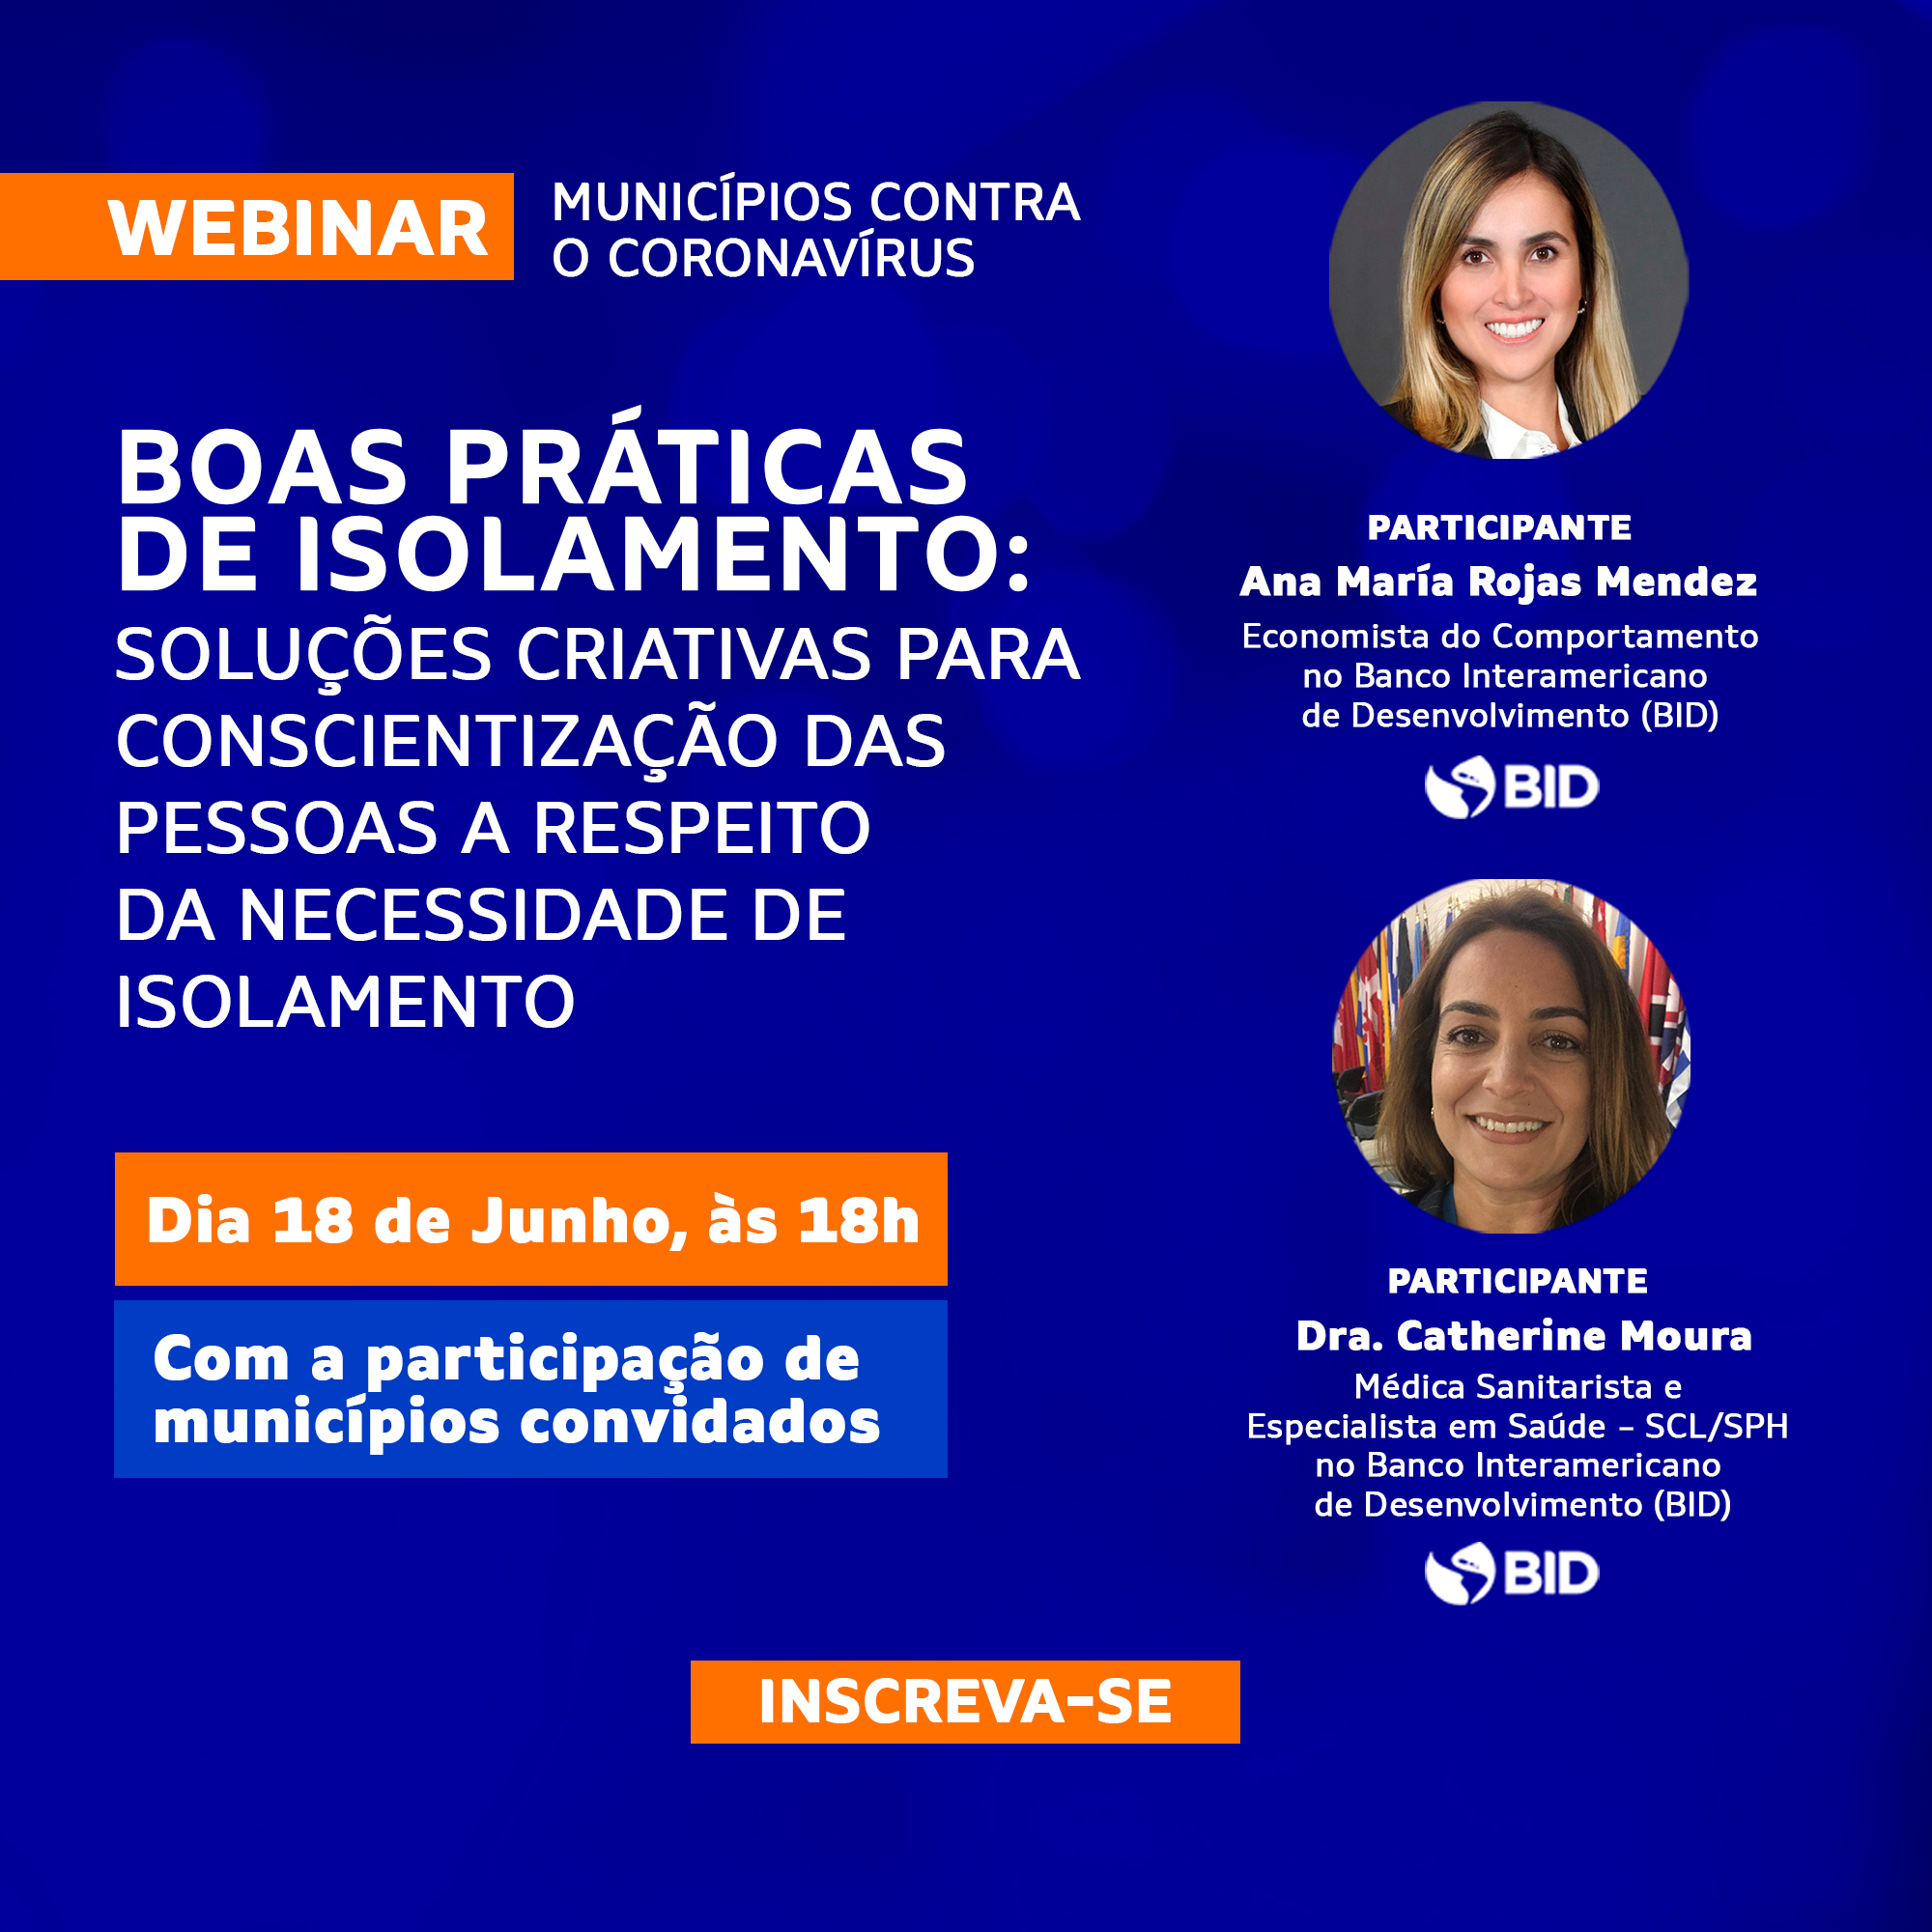 WEBINAR
MUNICÍPIOS CONTRA
O CORONAVÍRUS
BOAS PRÁTICAS
DE ISOLAMENTO:
SOLUÇÕES CRIATIVAS PARA
CONSCIENTIZAÇÃO DAS
PESSOAS A RESPEITO
DA NECESSIDADE DE
ISOLAMENTO
Dia 18 de Junho, às 18h
Com a participação de
municípios convidados
PARTICIPANTE
Ana María Rojas Mendez
Economista do Comportamento
no Banco Interamericano
de Desenvolvimento (BID)
BID
PARTICIPANTE
Dra. Catherine Moura
Médica Sanitarista e
Especialista em Saúde - SCL/SPH
no Banco Interamericano
de Desenvolvimento (BID)
BID
INSCREVA-SE